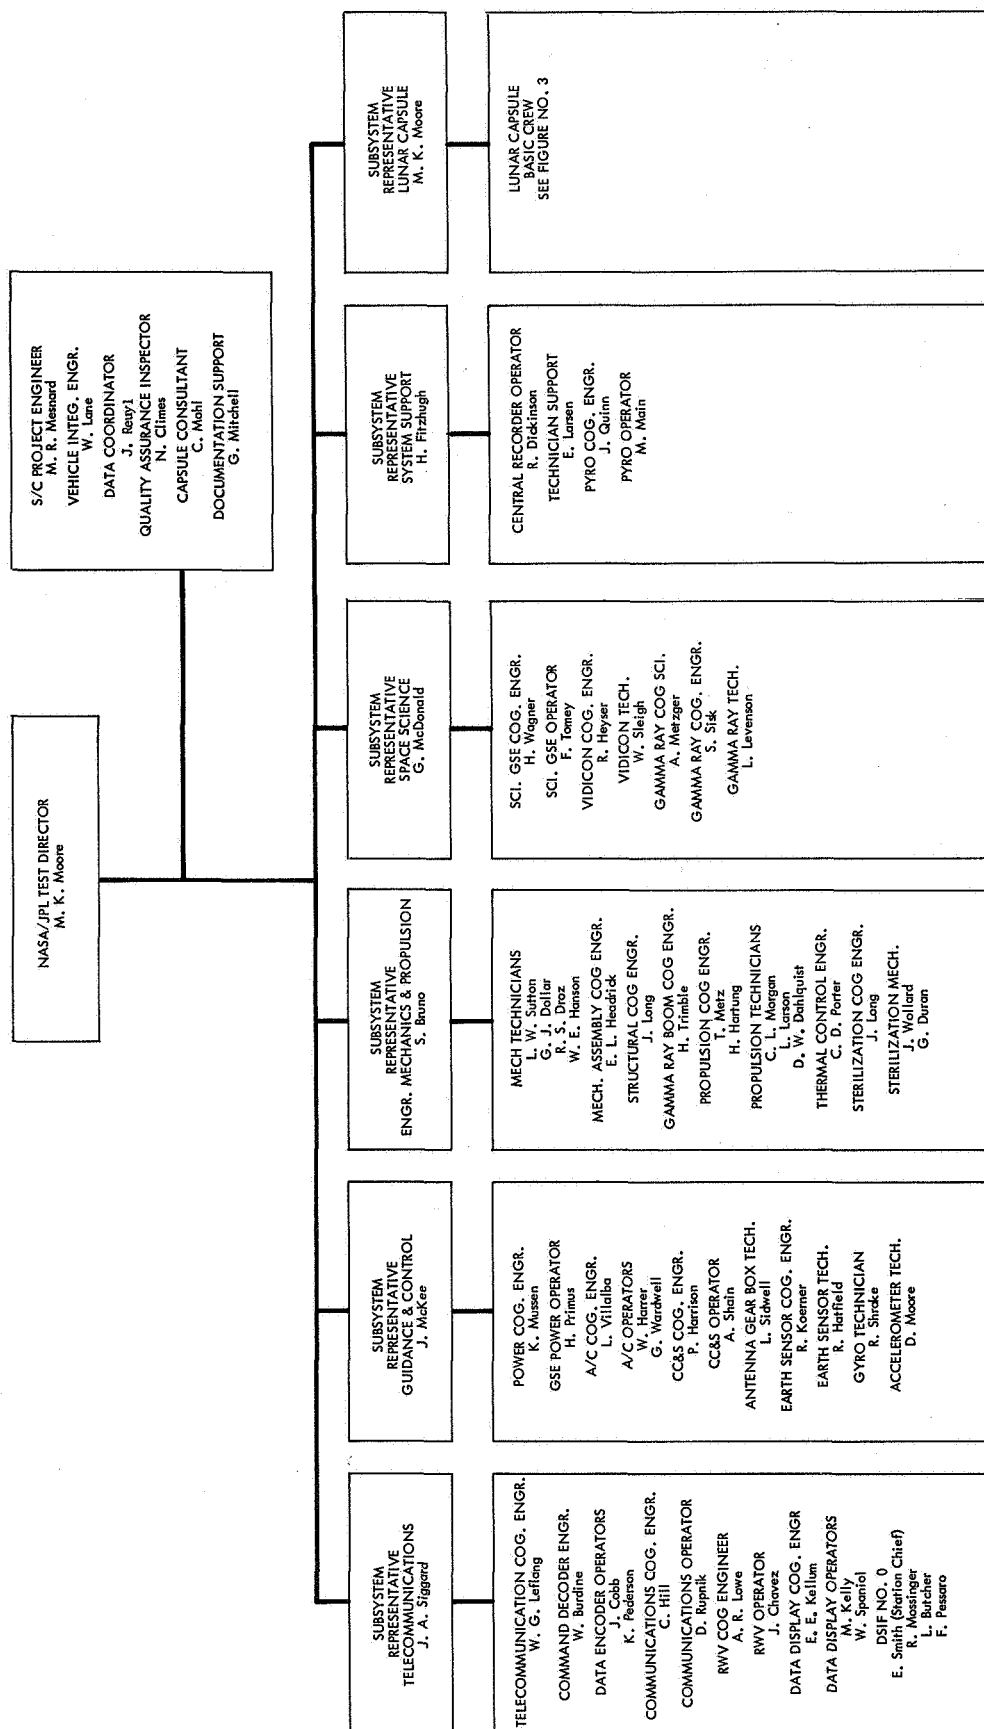 NASA/JPL TEST DIRECTOR
M. K. Moore
S/C PROJECT ENGINEER
M. R. Mesnard
VEHICLE INTEG. ENGR.
W. Lane
DATA COORDINATOR
J. Reuyl
QUALITY ASSURANCE INSPECTOR
N. Climes
CAPSULE CONSULTANT
C. Mohl
DOCUMENTATION SUPPORT
G. Mitchell
SUBSYSTEM
REPRESENTATIVE
TELECOMMUNICATIONS
J. A. Siggard
TELECOMMUNICATION COG. ENGR.
W. G. Leflang
COMMAND DECODER ENGR.
W. Burdine
DATA ENCODER OPERATORS
J. Cobb
K. Pederson
COMMUNICATIONS COG. ENGR.
C. Hill
COMMUNICATIONS OPERATOR
D. Rupnik
RWV COG ENGINEER
A. R. Lowe
RWV OPERATOR
J. Chavez
DATA DISPLAY COG. ENGR
E. E. Kellum
DATA DISPLAY OPERATORS
M. Kelly
W. Spaniol
DSIF NO. 0
E. Smith (Station Chief)
R. Mossinger
L. Butcher
F. Pessaro
SUBSYSTEM
REPRESENTATIVE
GUIDANCE & CONTROL
J. McKee
POWER COG. ENGR.
K. Mussen
GSE POWER OPERATOR
H. Primus
A/C COG. ENGR.
L. Villalba
A/C OPERATORS
W. Harrer
G. Wardwell
CC&S COG. ENGR.
P. Harrison
CC&S OPERATOR
A. Shain
ANTENNA GEAR BOX TECH.
L. Sidwell
EARTH SENSOR COG. ENGR.
R. Koerner
EARTH SENSOR TECH.
R. Hatfield
GYRO TECHNICIAN
R. Shrake
ACCELEROMETER TECH.
D. Moore
SUBSYSTEM
REPRESENTATIVE
ENGR. MECHANICS & PROPULSION
S. Bruno
MECH TECHNICIANS
L. W. Sutton
G. J. Dollar
R. S. Droz
W. E. Hanson
MECH. ASSEMBLY COG ENGR.
E. L. Headrick
STRUCTURAL COG ENGR.
J. Long
GAMMA RAY BOOM COG ENGR.
H. Trimble
PROPULSION COG ENGR.
T. Metz
H. Hartung
PROPULSION TECHNICIANS
C. L. Morgan
L. Larson
D. W. Dahlquist
THERMAL CONTROL ENGR.
C. D. Porter
STERILIZATION COG ENGR.
J. Long
STERILIZATION MECH.
J. Wollard
G. Duran
SUBSYSTEM
REPRESENTATIVE
SPACE SCIENCE
G. McDonald
SCI. GSE COG. ENGR.
H. Wagner
SCI. GSE OPERATOR
F. Tomey
VIDICON COG. ENGR.
R. Heyser
VIDICON TECH.
W. Sleigh
GAMMA RAY COG SCI.
A. Metzger
GAMMA RAY COG. ENGR.
S. Sisk
GAMMA RAY TECH.
L. Levenson
SUBSYSTEM
REPRESENTATIVE
SYSTEM SUPPORT
H. Fitzhugh
CENTRAL RECORDER OPERATOR
R. Dickinson
TECHNICIAN SUPPORT
E. Larsen
PYRO COG. ENGR.
J. Quinn
PYRO OPERATOR
M. Main
SUBSYSTEM
REPRESENTATIVE
LUNAR CAPSULE
M. K. Moore
LUNAR CAPSULE
BASIC CREW
SEE FIGURE NO. 3